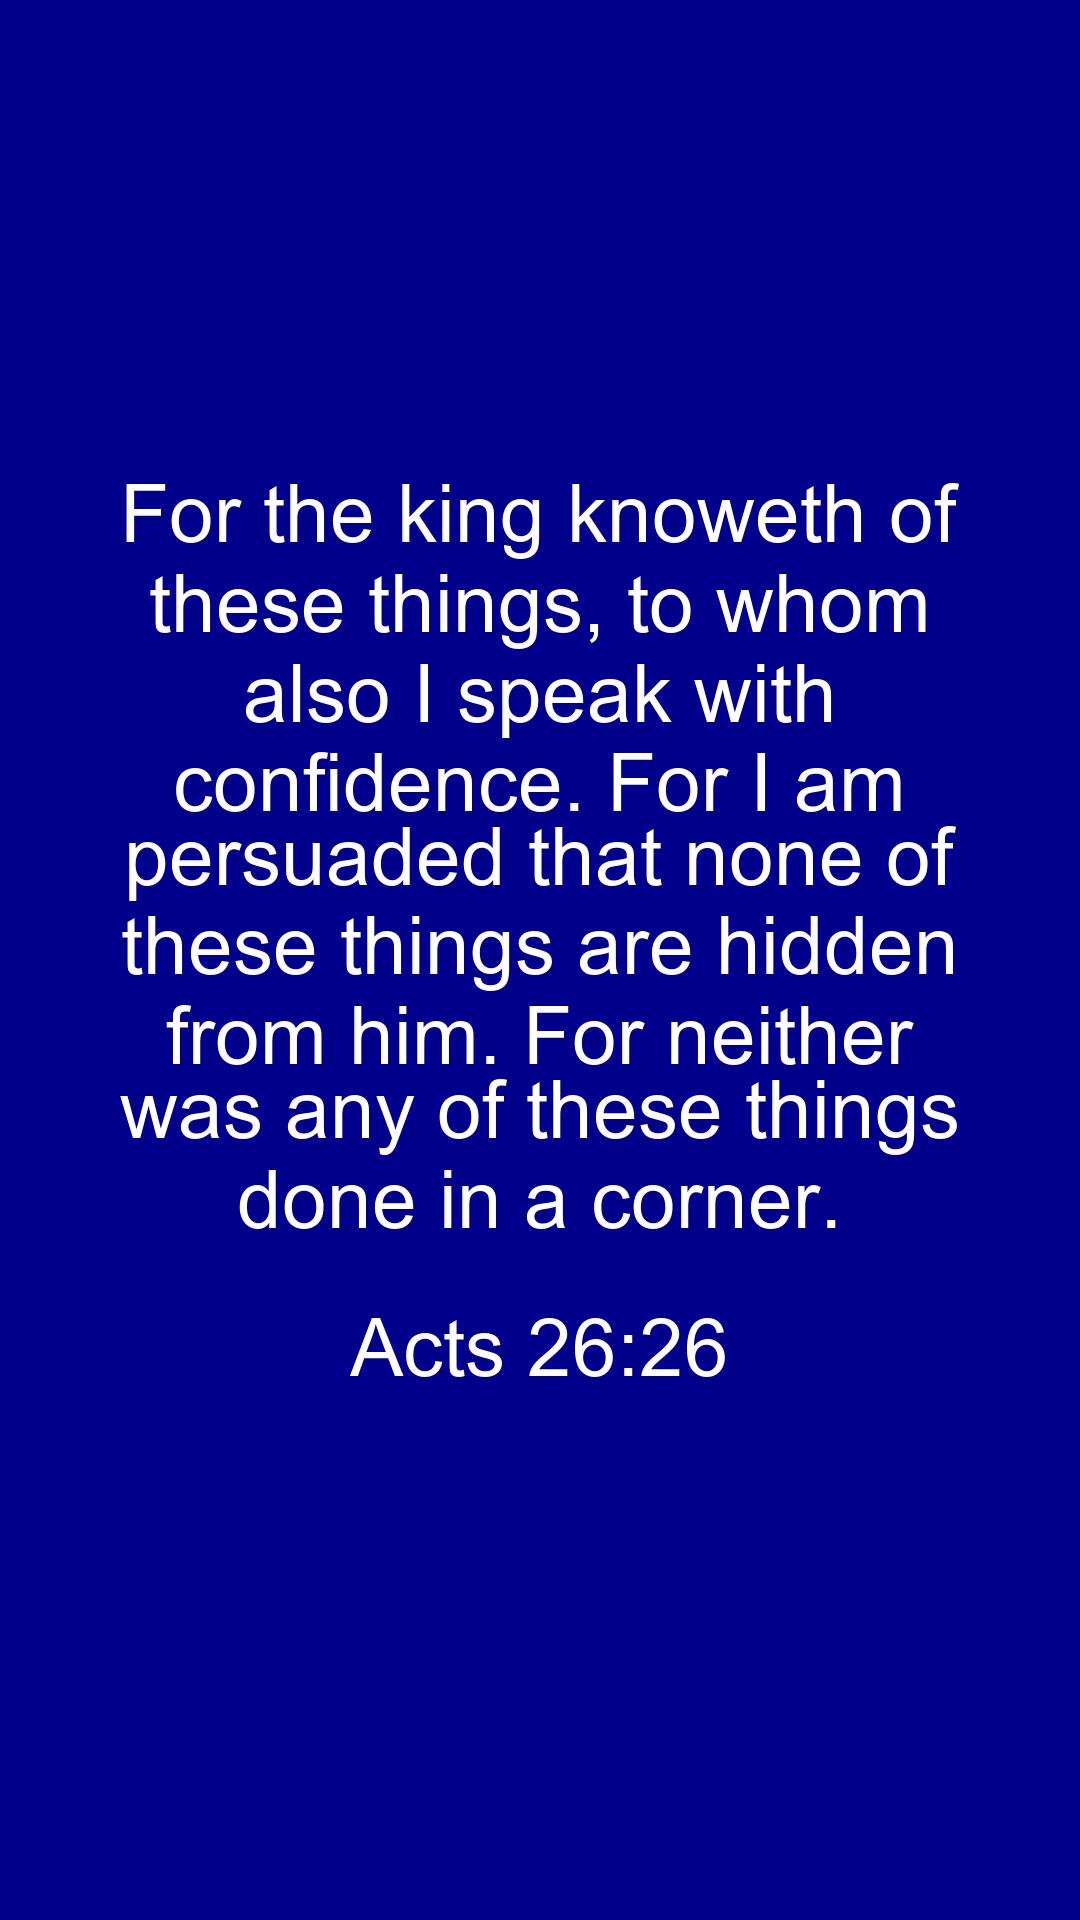 For the king knoweth of
these things, to whom
also I speak with
confidence. For I am
persuaded that none of
these things are hidden
from him. For neither
was any of these things
done in a corner.
Acts 26:26